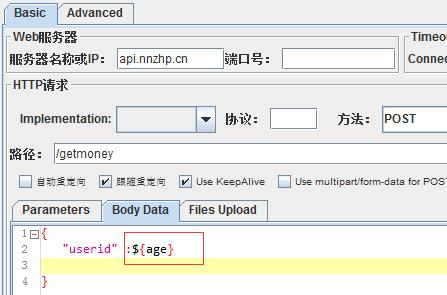 Basic Advanced
Web服务器 Timeou
服务器名称或IP： api.nnzhp.cn 端口号： Connec
HTTP请求
Implementation: 协议： 方法： POST
路径： /getmoney
自动重定向 跟随重定向 Use KeepAlive Use multipart/form-data for POST
Parameters Body Data Files Upload
1 {
2 "userid" :${age}
3
4 }